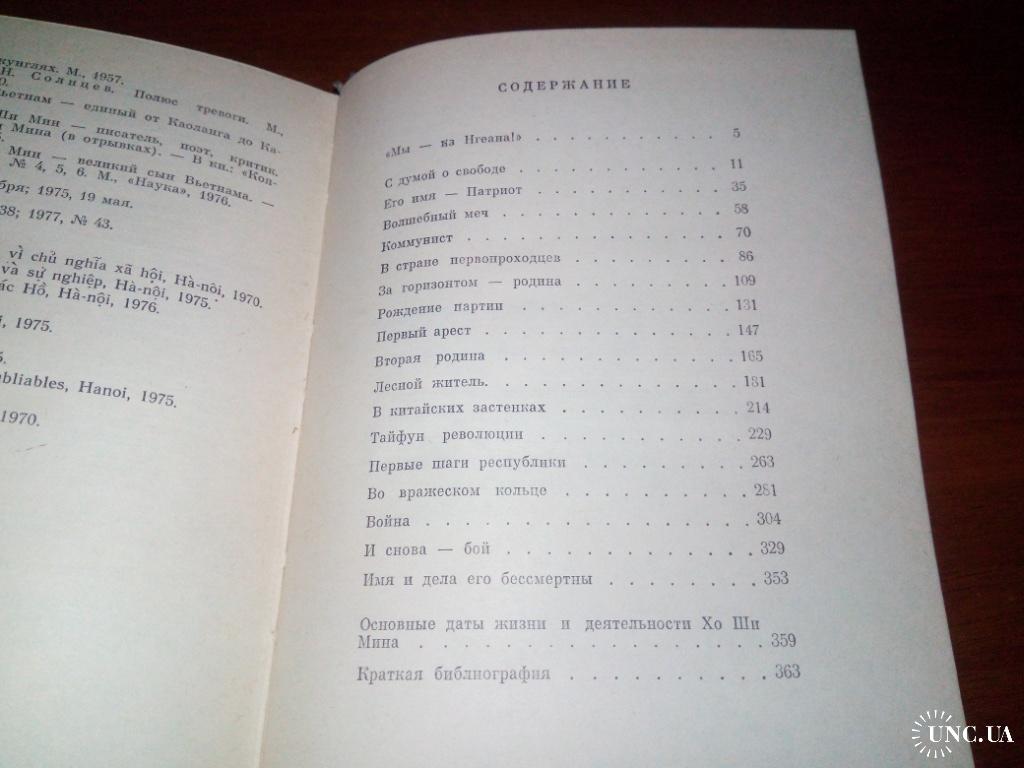 кунглях. М., 1957.
Н. Солнцев. Полюс тревоги. М.,
0.
Вьетнам — единый от Каоланга до Ка-
Ши Мин — писатель, поэт, критик.
Мина (в отрывках). — В кн.: «Кон-
Мин — великий сын Вьетнама. —
№ 4, 5, 6. М., «Наука», 1976.
бря; 1975, 19 мая.
38; 1977, № 43.
vì chủ nghĩa xã hội, Hà-nôi, 1970.
và sự nghiệp, Hà-nội, 1975.
ác Hồ, Hà-nội, 1976.
, 1975.
5.
ubliables, Hanoi, 1975.
1970.
СОДЕРЖАНИЕ
«Мы — из Нгеана!» . . . . . . . . . . . 5
С думой о свободе . . . . . . . . . . . 11
Его имя — Патриот . . . . . . . . . . . 35
Волшебный меч . . . . . . . . . . . . 58
Коммунист . . . . . . . . . . . . . . 70
В стране первопроходцев . . . . . . . . . 86
За горизонтом — родина . . . . . . . . . 109
Рождение партии . . . . . . . . . . . 131
Первый арест . . . . . . . . . . . . . 147
Вторая родина . . . . . . . . . . . . 165
Лесной житель. . . . . . . . . . . . . 181
В китайских застенках . . . . . . . . . . 214
Тайфун революции . . . . . . . . . . . 229
Первые шаги республики . . . . . . . . . 263
Во вражеском кольце . . . . . . . . . . 281
Война . . . . . . . . . . . . . . . 304
И снова — бой . . . . . . . . . . . . 329
Имя и дела его бессмертны . . . . . . . . 353
Основные даты жизни и деятельности Хо Ши
Мина . . . . . . . . . . . . . . . 359
Краткая библиография . . . . . . . . . . 363
UNC.UA